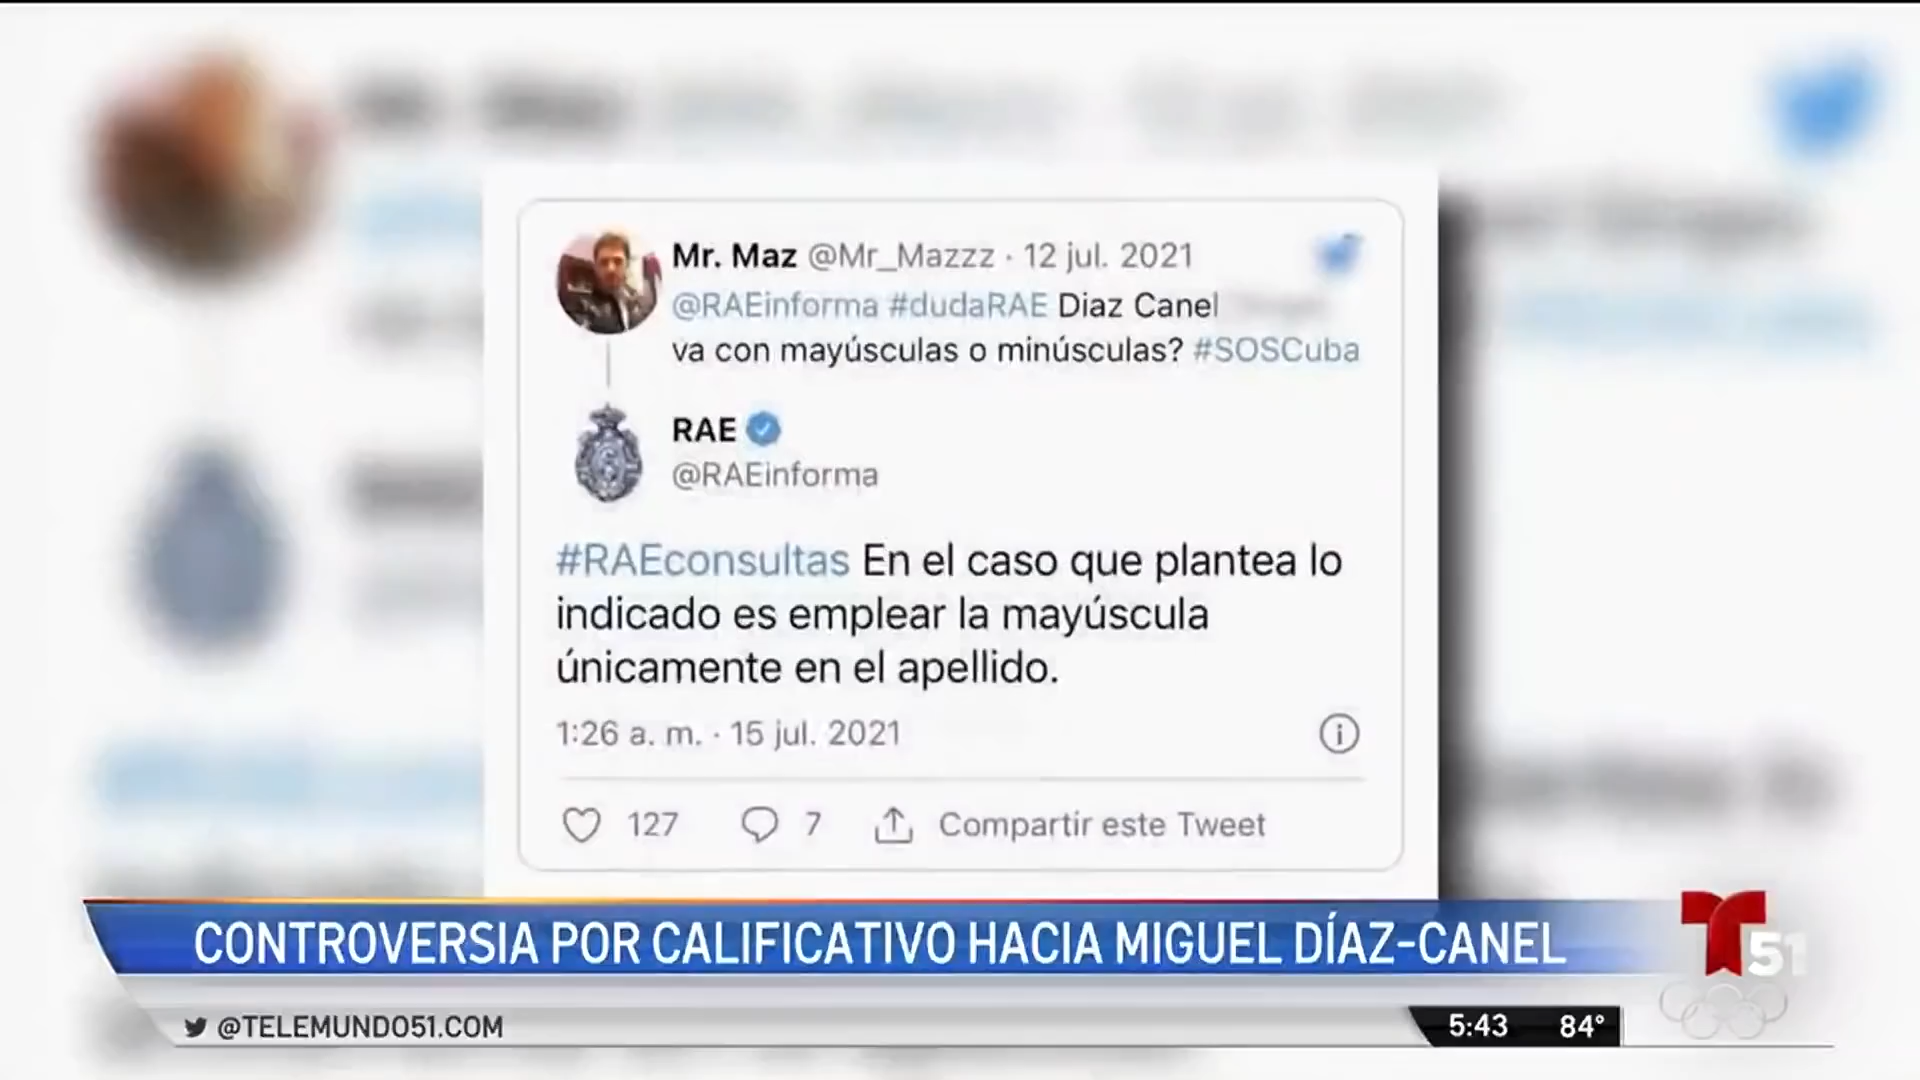 Mr. Maz @Mr_Mazzz · 12 jul. 2021
@RAEinforma #dudaRAE Diaz Canel
va con mayúsculas o minúsculas? #SOSCuba
RAE
@RAEinforma
#RAEconsultas En el caso que plantea lo
indicado es emplear la mayúscula
únicamente en el apellido.
1:26 a. m. · 15 jul. 2021
127 7 Compartir este Tweet
CONTROVERSIA POR CALIFICATIVO HACIA MIGUEL DÍAZ-CANEL
51
@TELEMUNDO51.COM
5:43 84°